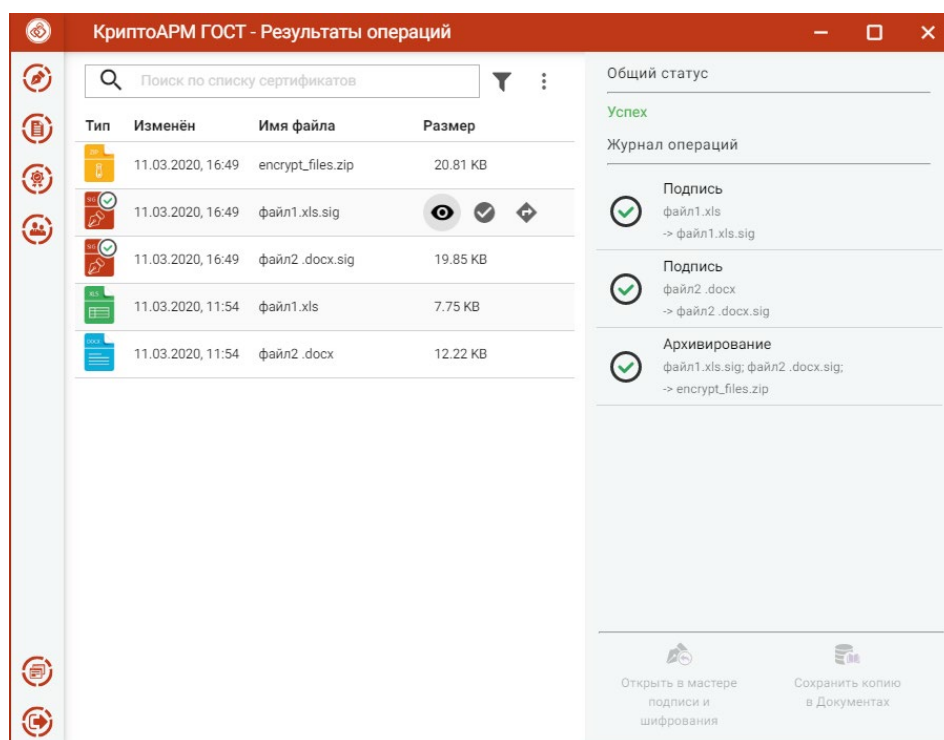 КриптоАРМ ГОСТ - Результаты операций
Поиск по списку сертификатов
Тип Изменён Имя файла Размер
ZIP 11.03.2020, 16:49 encrypt_files.zip 20.81 KB
SIG 11.03.2020, 16:49 файл1.xls.sig
SIG 11.03.2020, 16:49 файл2 .docx.sig 19.85 KB
XLS 11.03.2020, 11:54 файл1.xls 7.75 KB
DOCX 11.03.2020, 11:54 файл2 .docx 12.22 KB
Общий статус
Успех
Журнал операций
Подпись
файл1.xls
-> файл1.xls.sig
Подпись
файл2 .docx
-> файл2 .docx.sig
Архивирование
файл1.xls.sig; файл2 .docx.sig;
-> encrypt_files.zip
Открыть в мастере
подписи и
шифрования
Сохранить копию
в Документах